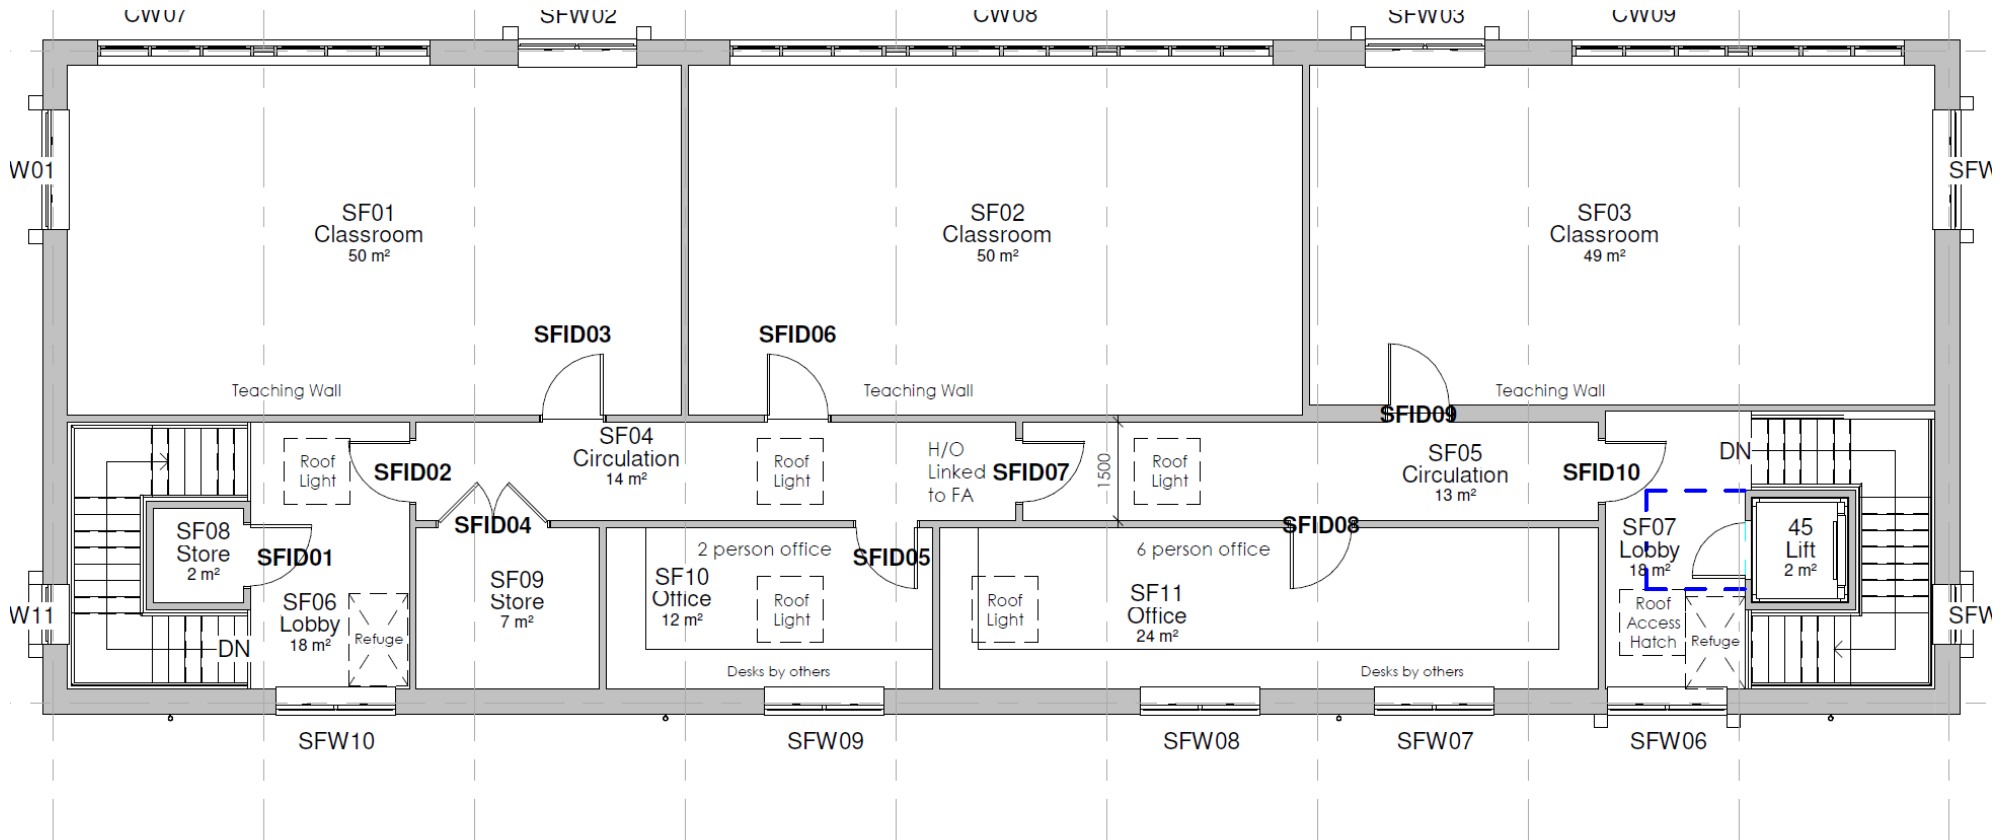 CW07
SFW02
CW08
SFW03
CW09
W01
SFW
SF01
Classroom
50 m²
SF02
Classroom
50 m²
SF03
Classroom
49 m²
SFID03
SFID06
Teaching Wall
Teaching Wall
Teaching Wall
SFID09
Roof
Light
SFID02
SF04
Circulation
14 m²
Roof
Light
H/O
Linked
to FA
SFID07
1500
Roof
Light
SF05
Circulation
13 m²
SFID10
DN
SF08
Store
2 m²
SFID01
SFID04
2 person office
SFID05
6 person office
SFID08
SF07
Lobby
18 m²
45
Lift
2 m²
SF06
Lobby
18 m²
SF09
Store
7 m²
SF10
Office
12 m²
Roof
Light
Roof
Light
SF11
Office
24 m²
Roof
Access
Hatch
W11
DN
Refuge
Refuge
SFW
Desks by others
Desks by others
SFW10
SFW09
SFW08
SFW07
SFW06